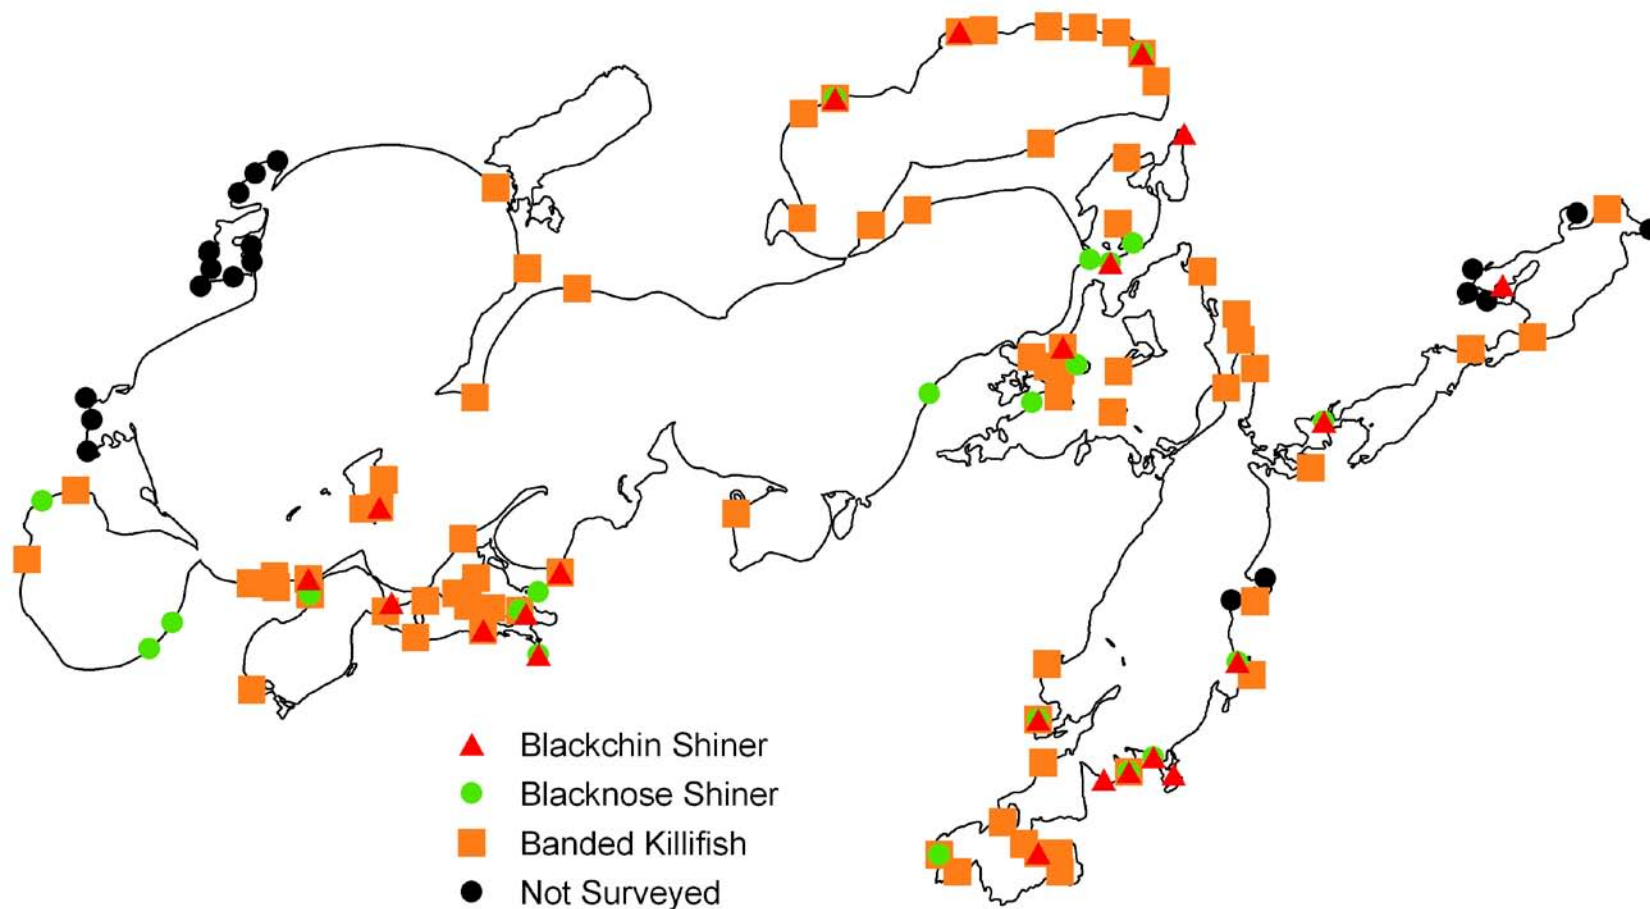 Blackchin Shiner
Blacknose Shiner
Banded Killifish
Not Surveyed